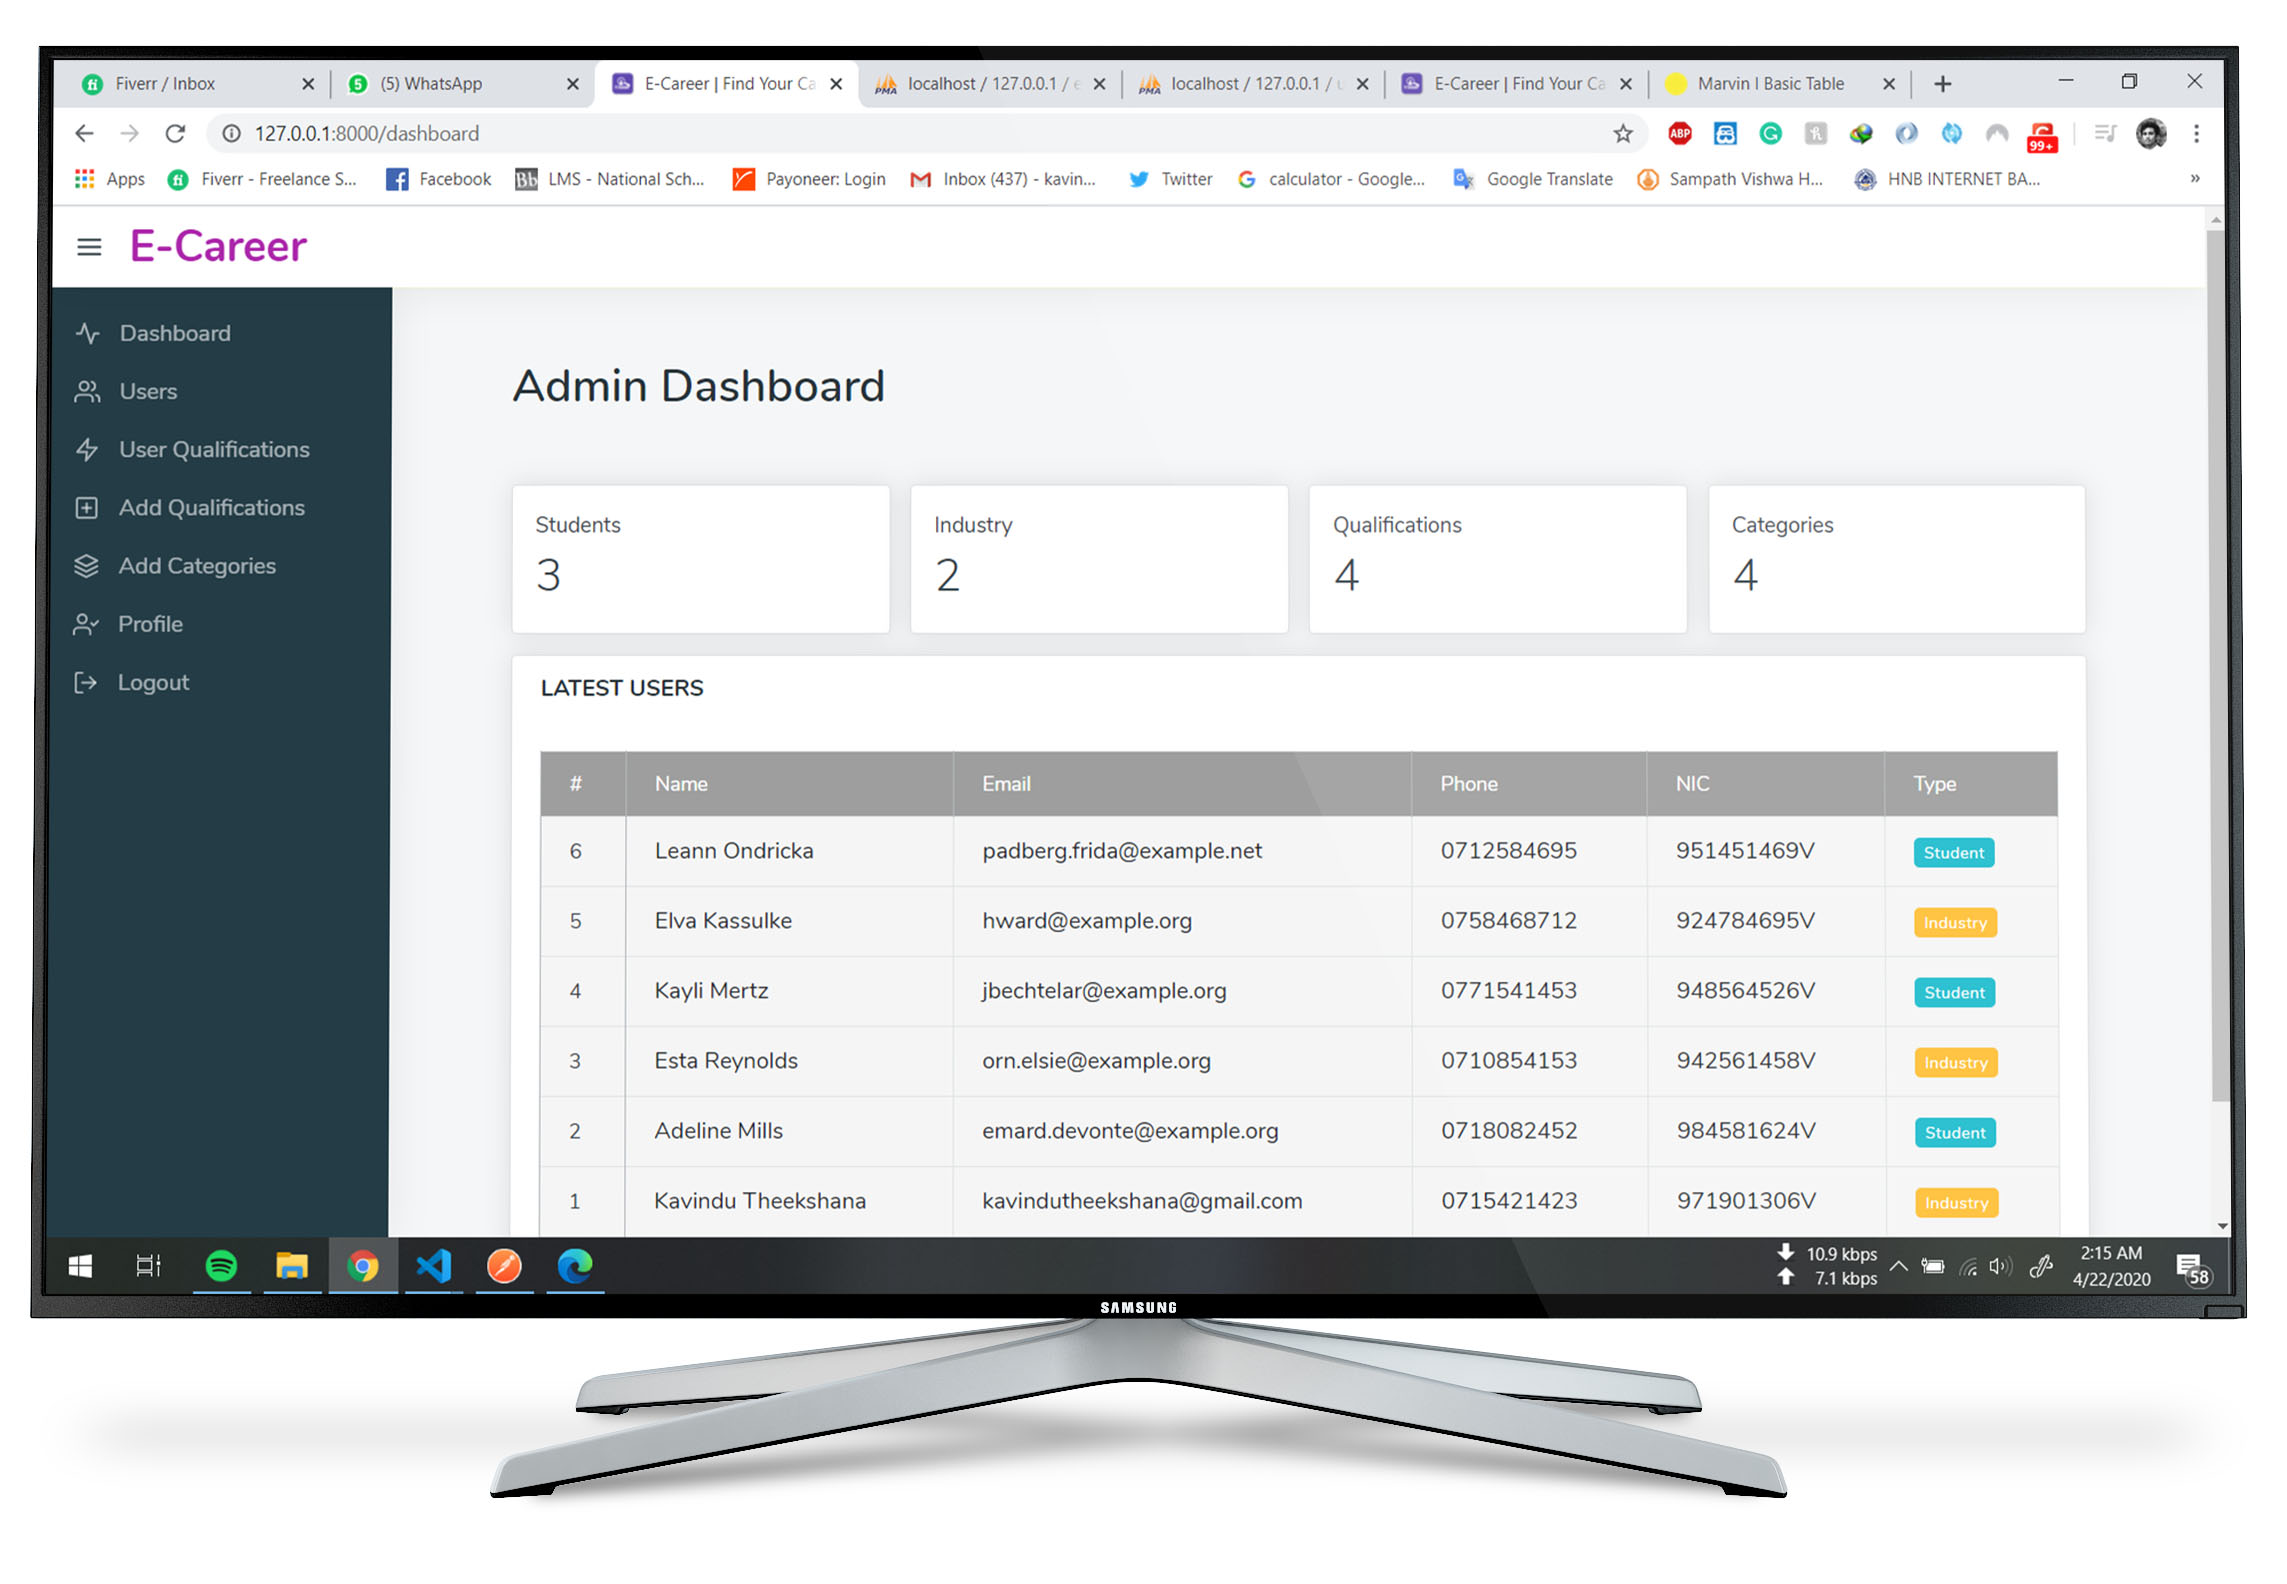 Fiverr / Inbox
(5) WhatsApp
E-Career | Find Your Ca
localhost / 127.0.0.1 / e
localhost / 127.0.0.1 / u
E-Career | Find Your Ca
Marvin I Basic Table
127.0.0.1:8000/dashboard
ABP
99+
Apps
Fiverr - Freelance S...
Facebook
Bb LMS - National Sch...
Payoneer: Login
Inbox (437) - kavin...
Twitter
calculator - Google...
Google Translate
Sampath Vishwa H...
HNB INTERNET BA...
»
E-Career
Dashboard
Users
User Qualifications
Add Qualifications
Add Categories
Profile
Logout
Admin Dashboard
Students
3
Industry
2
Qualifications
4
Categories
4
LATEST USERS
# Name Email Phone NIC Type
6 Leann Ondricka padberg.frida@example.net 0712584695 951451469V Student
5 Elva Kassulke hward@example.org 0758468712 924784695V Industry
4 Kayli Mertz jbechtelar@example.org 0771541453 948564526V Student
3 Esta Reynolds orn.elsie@example.org 0710854153 942561458V Industry
2 Adeline Mills emard.devonte@example.org 0718082452 984581624V Student
1 Kavindu Theekshana kavindutheekshana@gmail.com 0715421423 971901306V Industry
10.9 kbps
7.1 kbps
2:15 AM
4/22/2020
58
SAMSUNG